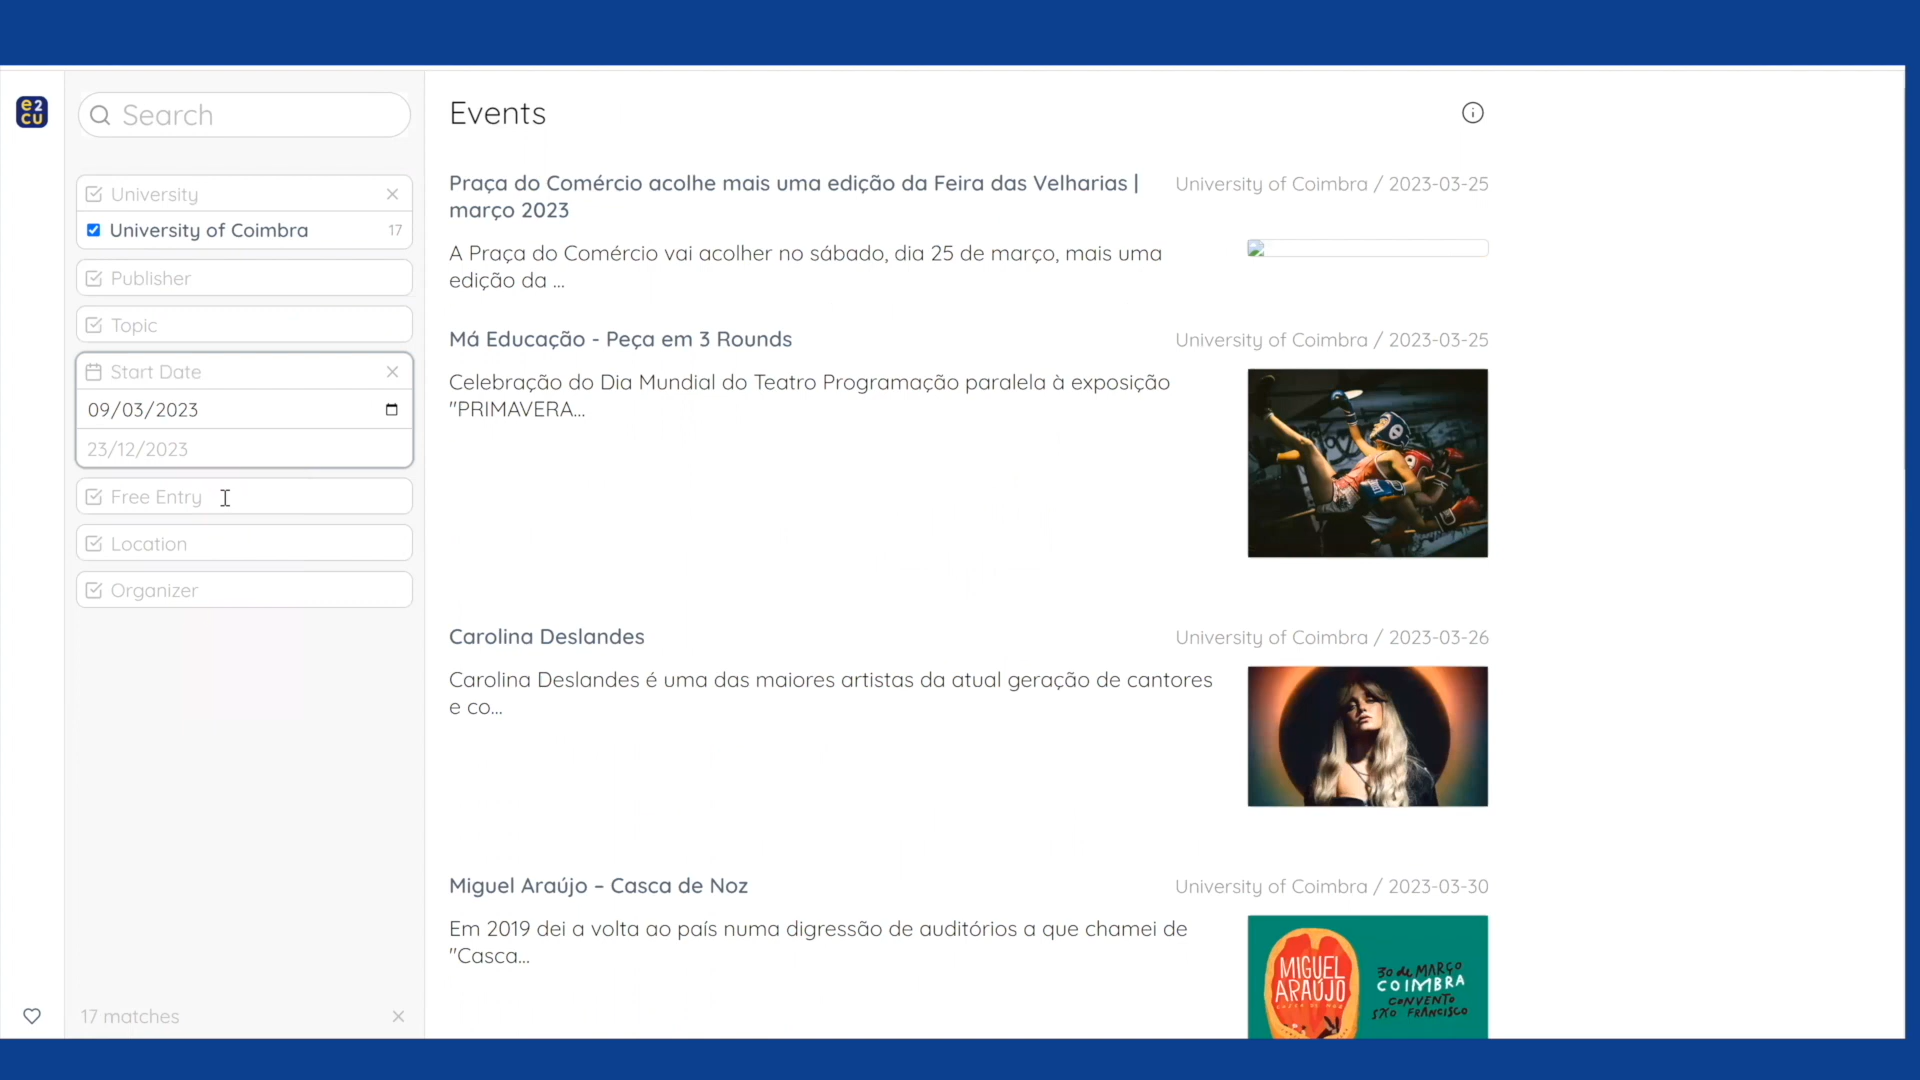 e2
cu
Search
University
University of Coimbra 17
Publisher
Topic
Start Date
09/03/2023
23/12/2023
Free Entry
Location
Organizer
17 matches
Events
Praça do Comércio acolhe mais uma edição da Feira das Velharias |
março 2023
University of Coimbra / 2023-03-25
A Praça do Comércio vai acolher no sábado, dia 25 de março, mais uma
edição da ...
Má Educação - Peça em 3 Rounds
University of Coimbra / 2023-03-25
Celebração do Dia Mundial do Teatro Programação paralela à exposição
"PRIMAVERA...
Carolina Deslandes
University of Coimbra / 2023-03-26
Carolina Deslandes é uma das maiores artistas da atual geração de cantores
e co...
Miguel Araújo – Casca de Noz
University of Coimbra / 2023-03-30
Em 2019 dei a volta ao país numa digressão de auditórios a que chamei de
"Casca...
MIGUEL
ARAÚJO
CASCA DE NOZ
30 de MARÇO
COIMBRA
CONVENTO
SÃO FRANCISCO